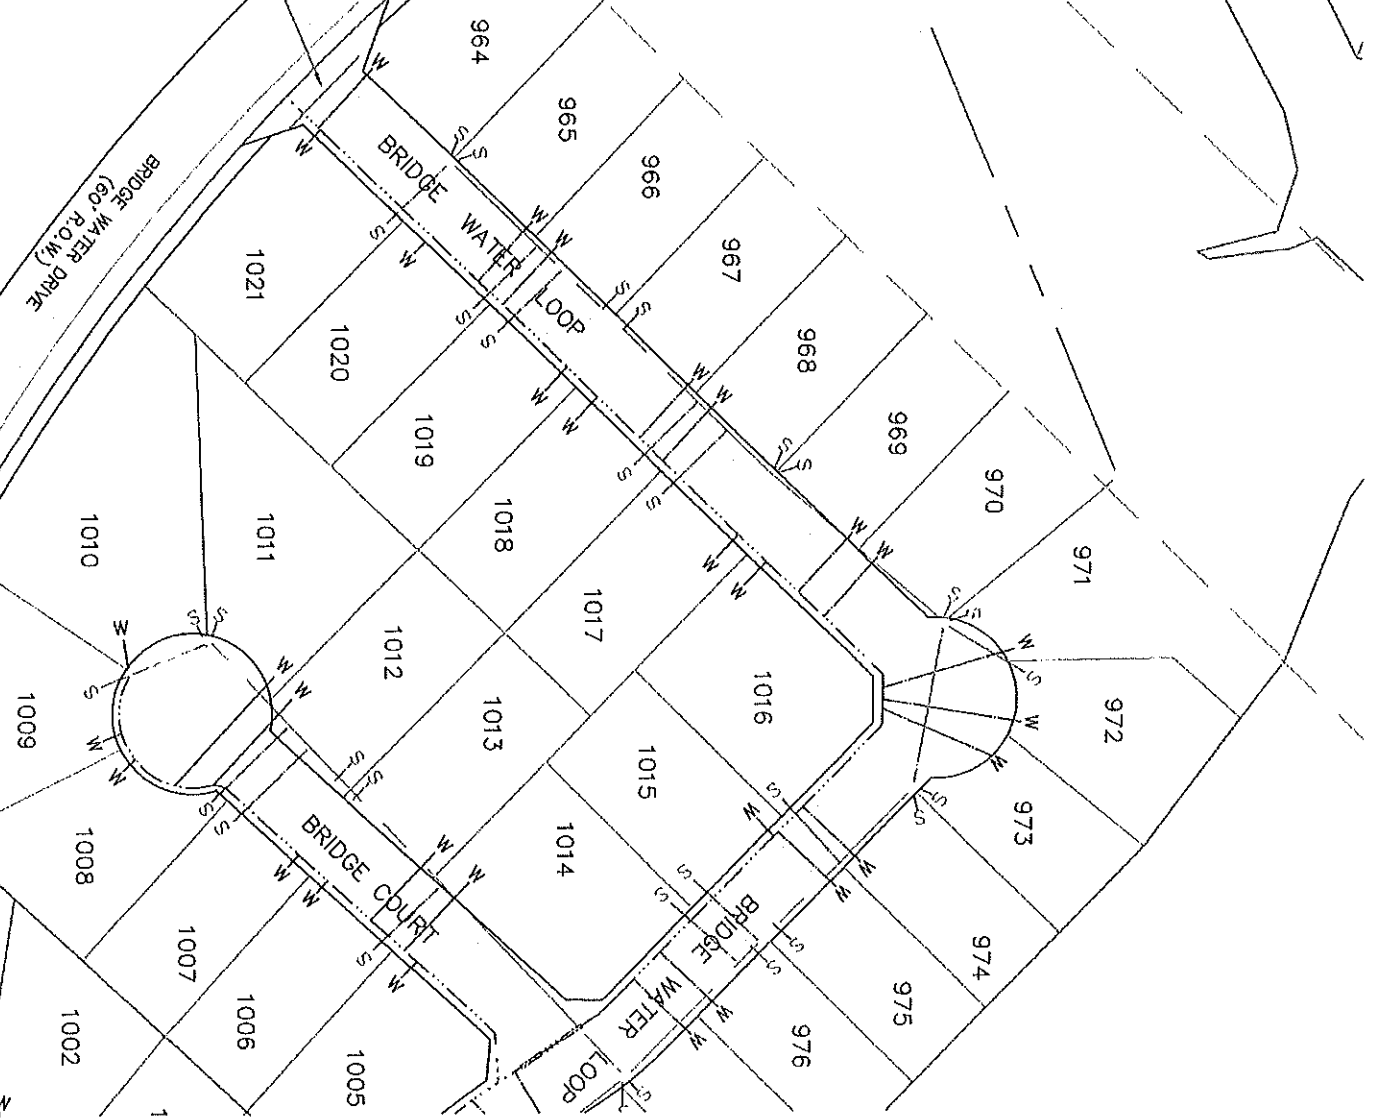 964
965
966
967
968
969
970
971
972
973
974
975
976
BRIDGE WATER LOOP
BRIDGE WATER DRIVE
(60' R.O.W.)
1021
1020
1019
1018
1017
1016
1015
1014
1013
1012
1011
1010
1009
1008
1007
1006
1005
1002
1
BRIDGE COURT
BRIDGE WATER LOOP
W
W
S
S
S
W
W
W
S
S
S
S
W
W
W
W
S
S
S
S
W
W
W
W
S
S
W
W
S
S
W
S
W
W
S
S
S
W
W
W
S
S
S
S
S
S
W
W
S
S
S
S
W
W
W
S
W
W
S
S
S
S
W
W
W
W
S
W
W